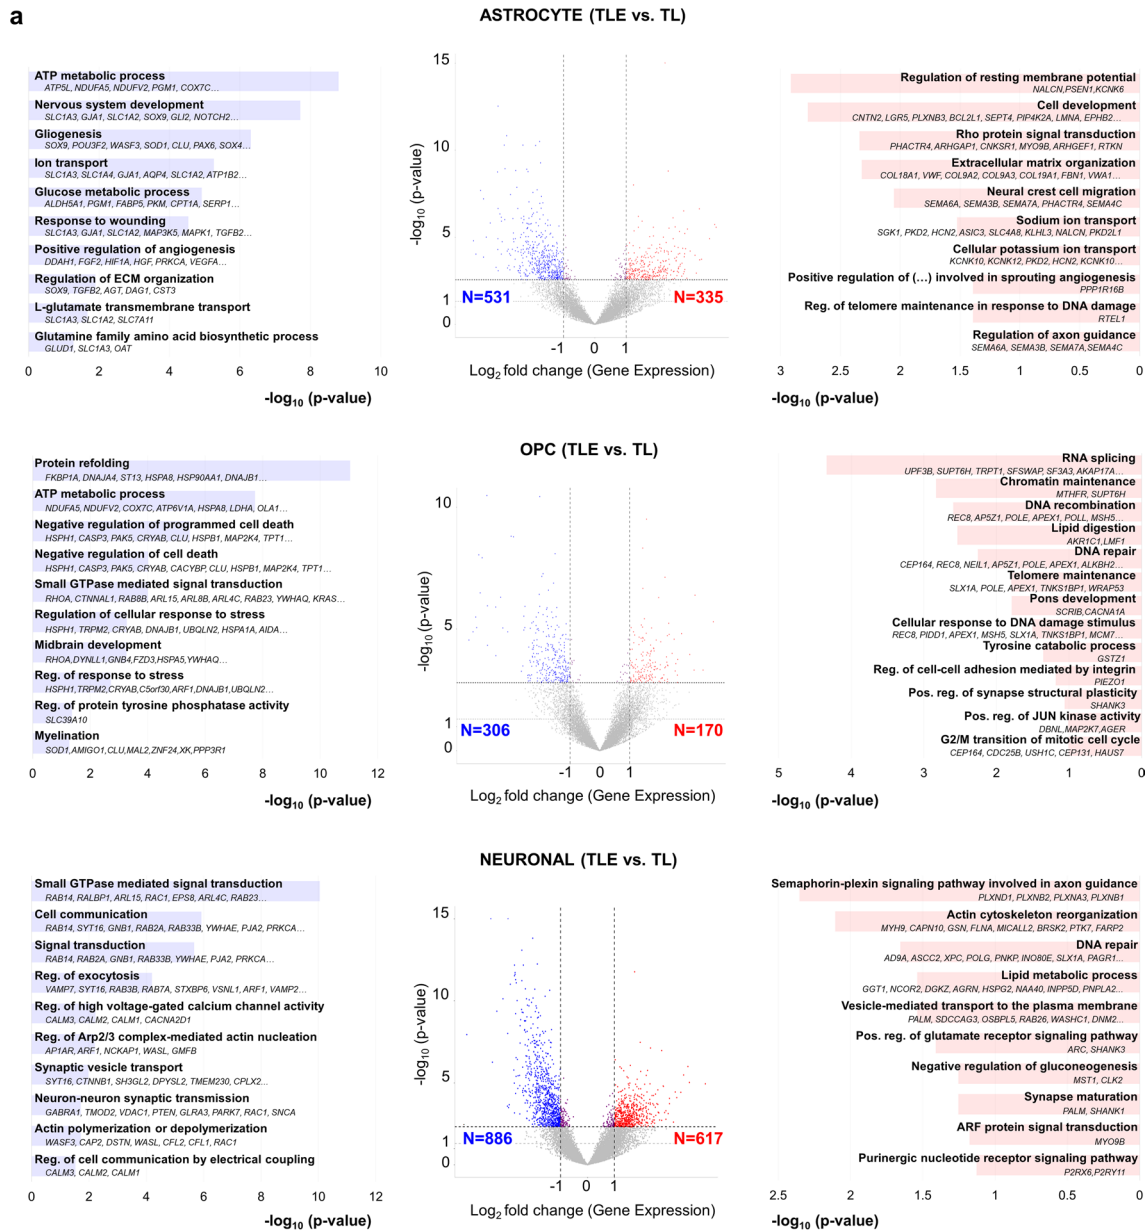 a
ASTROCYTE (TLE vs. TL)
ATP metabolic process
ATP5L, NDUFA5, NDUFV2, PGM1, COX7C…
Nervous system development
SLC1A3, GJA1, SLC1A2, SOX9, GLI2, NOTCH2…
Gliogenesis
SOX9, POU3F2, WASF3, SOD1, CLU, PAX6, SOX4…
Ion transport
SLC1A3, SLC1A4, GJA1, AQP4, SLC1A2, ATP1B2…
Glucose metabolic process
ALDH5A1, PGM1, FABP5, PKM, CPT1A, SERP1…
Response to wounding
SLC1A3, GJA1, SLC1A2, MAP3K5, MAPK1, TGFB2…
Positive regulation of angiogenesis
DDAH1, FGF2, HIF1A, HGF, PRKCA, VEGFA…
Regulation of ECM organization
SOX9, TGFB2, AGT, DAG1, CST3
L-glutamate transmembrane transport
SLC1A3, SLC1A2, SLC7A11
Glutamine family amino acid biosynthetic process
GLUD1, SLC1A3, OAT
0 2 4 6 8 10
-log10 (p-value)
15
10
5
1
0
-log10 (p-value)
N=531
N=335
-1 0 1
Log2 fold change (Gene Expression)
Regulation of resting membrane potential
NALCN,PSEN1,KCNK6
Cell development
CNTN2, LGR5, PLXNB3, BCL2L1, SEPT4, PIP4K2A, LMNA, EPHB2…
Rho protein signal transduction
PHACTR4, ARHGAP1, CNKSR1, MYO9B, ARHGEF1, RTKN
Extracellular matrix organization
COL18A1, VWF, COL9A2, COL9A3, COL19A1, FBN1, VWA1…
Neural crest cell migration
SEMA6A, SEMA3B, SEMA7A, PHACTR4, SEMA4C
Sodium ion transport
SGK1, PKD2, HCN2, ASIC3, SLC4A8, KLHL3, NALCN, PKD2L1
Cellular potassium ion transport
KCNK10, KCNK12, PKD2, HCN2, KCNK10…
Positive regulation of (…) involved in sprouting angiogenesis
PPP1R16B
Reg. of telomere maintenance in response to DNA damage
RTEL1
Regulation of axon guidance
SEMA6A, SEMA3B, SEMA7A,SEMA4C
3 2.5 2 1.5 1 0.5 0
-log10 (p-value)
OPC (TLE vs. TL)
Protein refolding
FKBP1A, DNAJA4, ST13, HSPA8, HSP90AA1, DNAJB1…
ATP metabolic process
NDUFA5, NDUFV2, COX7C, ATP6V1A, HSPA8, LDHA, OLA1…
Negative regulation of programmed cell death
HSPH1, CASP3, PAK5, CRYAB, CLU, HSPB1, MAP2K4, TPT1…
Negative regulation of cell death
HSPH1, CASP3, PAK5, CRYAB, CACYBP, CLU, HSPB1, MAP2K4, TPT1…
Small GTPase mediated signal transduction
RHOA, CTNNAL1, RAB8B, ARL15, ARL8B, ARL4C, RAB23, YWHAQ, KRAS…
Regulation of cellular response to stress
HSPH1, TRPM2, CRYAB, DNAJB1, UBQLN2, HSPA1A, AIDA…
Midbrain development
RHOA,DYNLL1,GNB4,FZD3,HSPA5,YWHAQ…
Reg. of response to stress
HSPH1,TRPM2,CRYAB,C5orf30,ARF1,DNAJB1,UBQLN2…
Reg. of protein tyrosine phosphatase activity
SLC39A10
Myelination
SOD1,AMIGO1,CLU,MAL2,ZNF24,XK,PPP3R1
0 2 4 6 8 10 12
-log10 (p-value)
10
5
1
0
-log10 (p-value)
N=306
N=170
-1 0 1
Log2 fold change (Gene Expression)
RNA splicing
UPF3B, SUPT6H, TRPT1, SFSWAP, SF3A3, AKAP17A…
Chromatin maintenance
MTHFR, SUPT6H
DNA recombination
REC8, AP5Z1, POLE, APEX1, POLL, MSH5…
Lipid digestion
AKR1C1,LMF1
DNA repair
CEP164, REC8, NEIL1, AP5Z1, POLE, APEX1, ALKBH2…
Telomere maintenance
SLX1A, POLE, APEX1, TNKS1BP1, WRAP53
Pons development
SCRIB,CACNA1A
Cellular response to DNA damage stimulus
REC8, PIDD1, APEX1, MSH5, SLX1A, TNKS1BP1, MCM7…
Tyrosine catabolic process
GSTZ1
Reg. of cell-cell adhesion mediated by integrin
PIEZO1
Pos. reg. of synapse structural plasticity
SHANK3
Pos. reg. of JUN kinase activity
DBNL,MAP2K7,AGER
G2/M transition of mitotic cell cycle
CEP164, CDC25B, USH1C, CEP131, HAUS7
5 4 3 2 1 0
-log10 (p-value)
NEURONAL (TLE vs. TL)
Small GTPase mediated signal transduction
RAB14, RALBP1, ARL15, RAC1, EPS8, ARL4C, RAB23…
Cell communication
RAB14, SYT16, GNB1, RAB2A, RAB33B, YWHAE, PJA2, PRKCA…
Signal transduction
RAB14, RAB2A, GNB1, RAB33B, YWHAE, PJA2, PRKCA…
Reg. of exocytosis
VAMP7, SYT16, RAB3B, RAB7A, STXBP6, VSNL1, ARF1, VAMP2…
Reg. of high voltage-gated calcium channel activity
CALM3, CALM2, CALM1, CACNA2D1
Reg. of Arp2/3 complex-mediated actin nucleation
AP1AR, ARF1, NCKAP1, WASL, GMFB
Synaptic vesicle transport
SYT16, CTNNB1, SH3GL2, DPYSL2, TMEM230, CPLX2…
Neuron-neuron synaptic transmission
GABRA1, TMOD2, VDAC1, PTEN, GLRA3, PARK7, RAC1, SNCA
Actin polymerization or depolymerization
WASF3, CAP2, DSTN, WASL, CFL2, CFL1, RAC1
Reg. of cell communication by electrical coupling
CALM3, CALM2, CALM1
0 2 4 6 8 10 12
-log10 (p-value)
15
10
5
1
0
-log10 (p-value)
N=886
N=617
-1 0 1
Log2 fold change (Gene Expression)
Semaphorin-plexin signaling pathway involved in axon guidance
PLXND1, PLXNB2, PLXNA3, PLXNB1
Actin cytoskeleton reorganization
MYH9, CAPN10, GSN, FLNA, MICALL2, BRSK2, PTK7, FARP2
DNA repair
AD9A, ASCC2, XPC, POLG, PNKP, INO80E, SLX1A, PAGR1…
Lipid metabolic process
GGT1, NCOR2, DGKZ, AGRN, HSPG2, NAA40, INPP5D, PNPLA2…
Vesicle-mediated transport to the plasma membrane
PALM, SDCCAG3, OSBPL5, RAB26, WASHC1, DNM2…
Pos. reg. of glutamate receptor signaling pathway
ARC, SHANK3
Negative regulation of gluconeogenesis
MST1, CLK2
Synapse maturation
PALM, SHANK1
ARF protein signal transduction
MYO9B
Purinergic nucleotide receptor signaling pathway
P2RX6,P2RY11
2.5 2 1.5 1 0.5 0
-log10 (p-value)